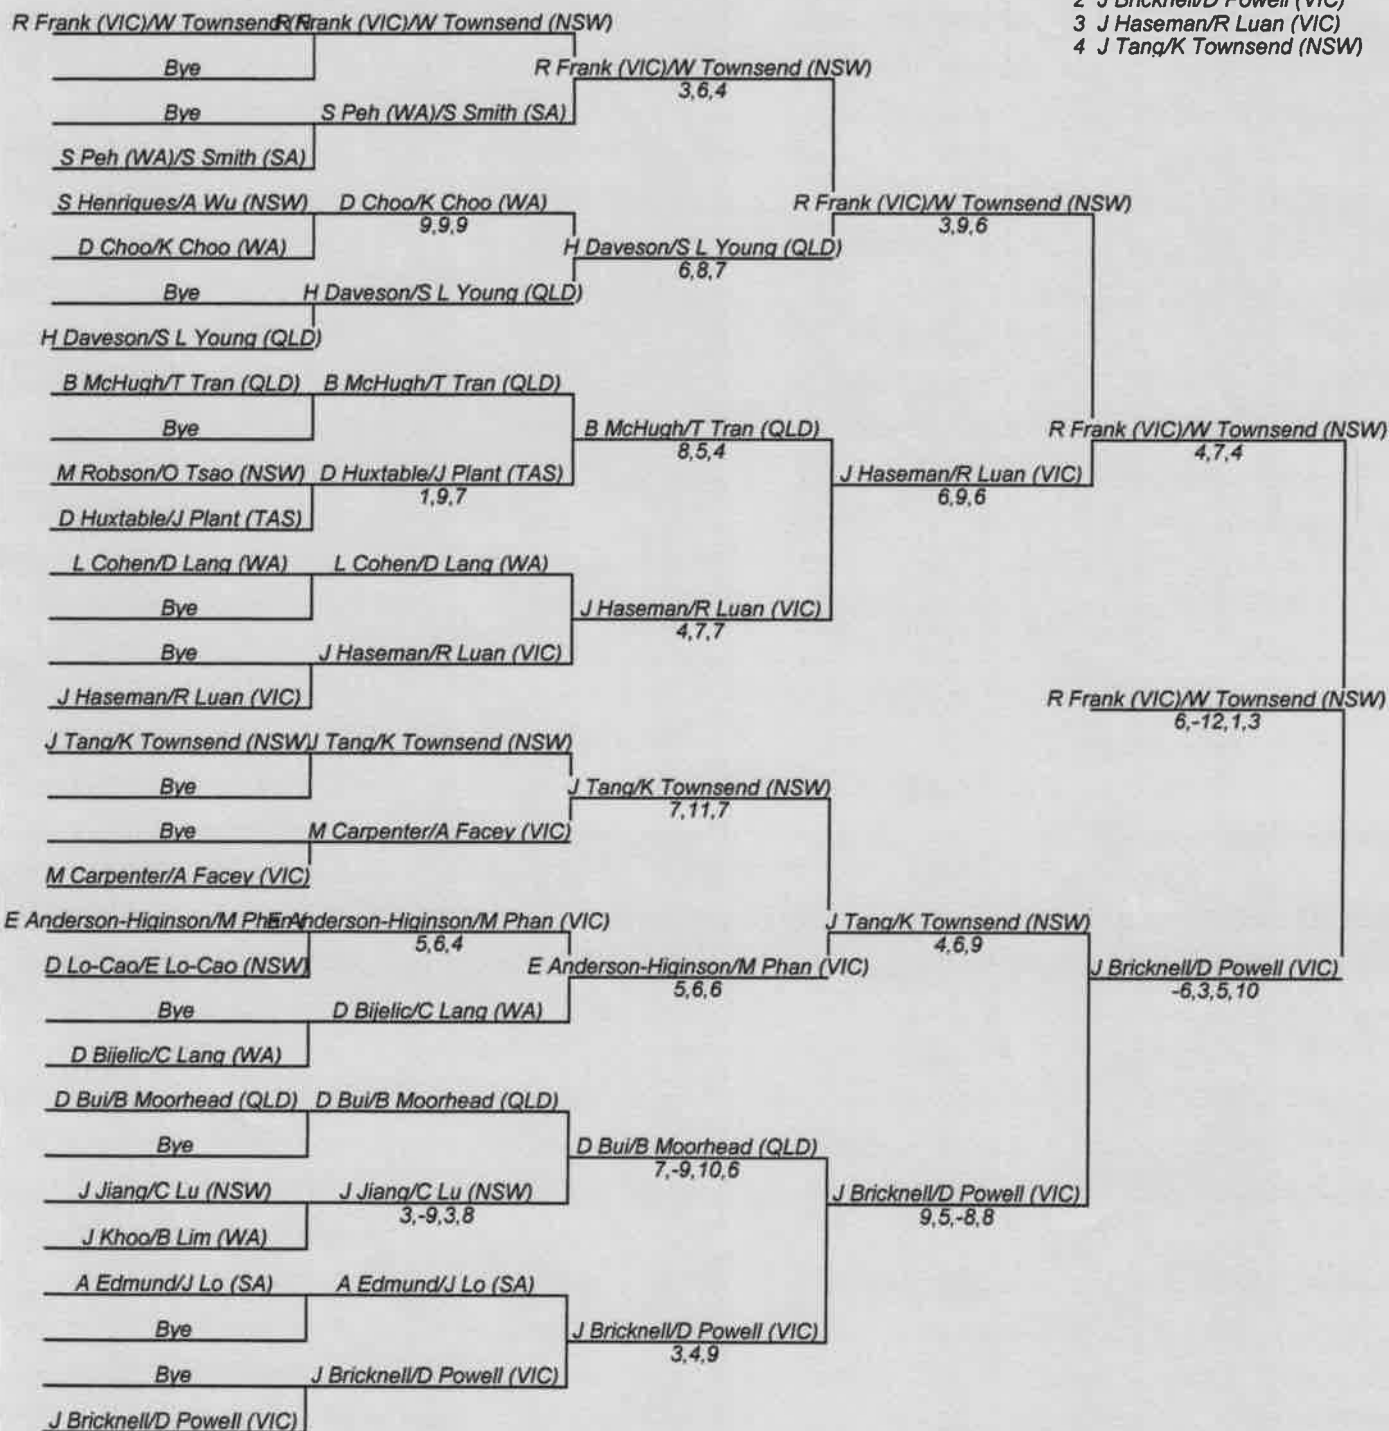 2 J Bricknell/D Powell (VIC)
3 J Haseman/R Luan (VIC)
4 J Tang/K Townsend (NSW)
R Frank (VIC)/W Townsend (N
R Frank (VIC)/W Townsend (NSW)
Bye
R Frank (VIC)/W Townsend (NSW)
3,6,4
Bye
S Peh (WA)/S Smith (SA)
S Peh (WA)/S Smith (SA)
S Henriques/A Wu (NSW)
D Choo/K Choo (WA)
9,9,9
R Frank (VIC)/W Townsend (NSW)
3,9,6
D Choo/K Choo (WA)
H Daveson/S L Young (QLD)
6,8,7
Bye
H Daveson/S L Young (QLD)
H Daveson/S L Young (QLD)
B McHugh/T Tran (QLD)
B McHugh/T Tran (QLD)
Bye
B McHugh/T Tran (QLD)
8,5,4
R Frank (VIC)/W Townsend (NSW)
4,7,4
M Robson/O Tsao (NSW)
D Huxtable/J Plant (TAS)
1,9,7
J Haseman/R Luan (VIC)
6,9,6
D Huxtable/J Plant (TAS)
L Cohen/D Lang (WA)
L Cohen/D Lang (WA)
Bye
J Haseman/R Luan (VIC)
4,7,7
Bye
J Haseman/R Luan (VIC)
J Haseman/R Luan (VIC)
R Frank (VIC)/W Townsend (NSW)
6,-12,1,3
J Tang/K Townsend (NSW)
J Tang/K Townsend (NSW)
Bye
J Tang/K Townsend (NSW)
7,11,7
Bye
M Carpenter/A Facey (VIC)
M Carpenter/A Facey (VIC)
E Anderson-Higinson/M Phan (V
E Anderson-Higinson/M Phan (VIC)
5,6,4
J Tang/K Townsend (NSW)
4,6,9
D Lo-Cao/E Lo-Cao (NSW)
E Anderson-Higinson/M Phan (VIC)
5,6,6
J Bricknell/D Powell (VIC)
-6,3,5,10
Bye
D Bijelic/C Lang (WA)
D Bijelic/C Lang (WA)
D Bui/B Moorhead (QLD)
D Bui/B Moorhead (QLD)
Bye
D Bui/B Moorhead (QLD)
7,-9,10,6
J Jiang/C Lu (NSW)
J Jiang/C Lu (NSW)
3,-9,3,8
J Bricknell/D Powell (VIC)
9,5,-8,8
J Khoo/B Lim (WA)
A Edmund/J Lo (SA)
A Edmund/J Lo (SA)
Bye
J Bricknell/D Powell (VIC)
3,4,9
Bye
J Bricknell/D Powell (VIC)
J Bricknell/D Powell (VIC)